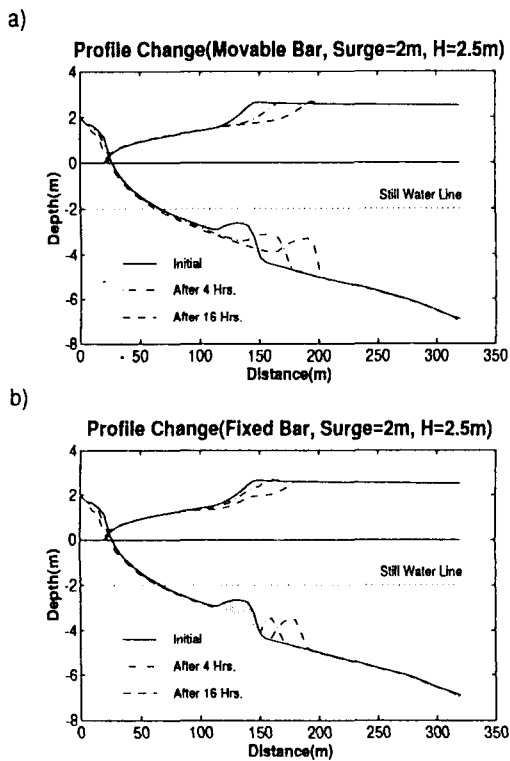 a)
Profile Change(Movable Bar, Surge=2m, H=2.5m)
4
2
0
-2
-4
-6
-8
Depth(m)
Still Water Line
Initial
After 4 Hrs.
After 16 Hrs.
0 50 100 150 200 250 300 350
Distance(m)
b)
Profile Change(Fixed Bar, Surge=2m, H=2.5m)
4
2
0
-2
-4
-6
-8
Depth(m)
Still Water Line
Initial
After 4 Hrs.
After 16 Hrs.
0 50 100 150 200 250 300 350
Distance(m)